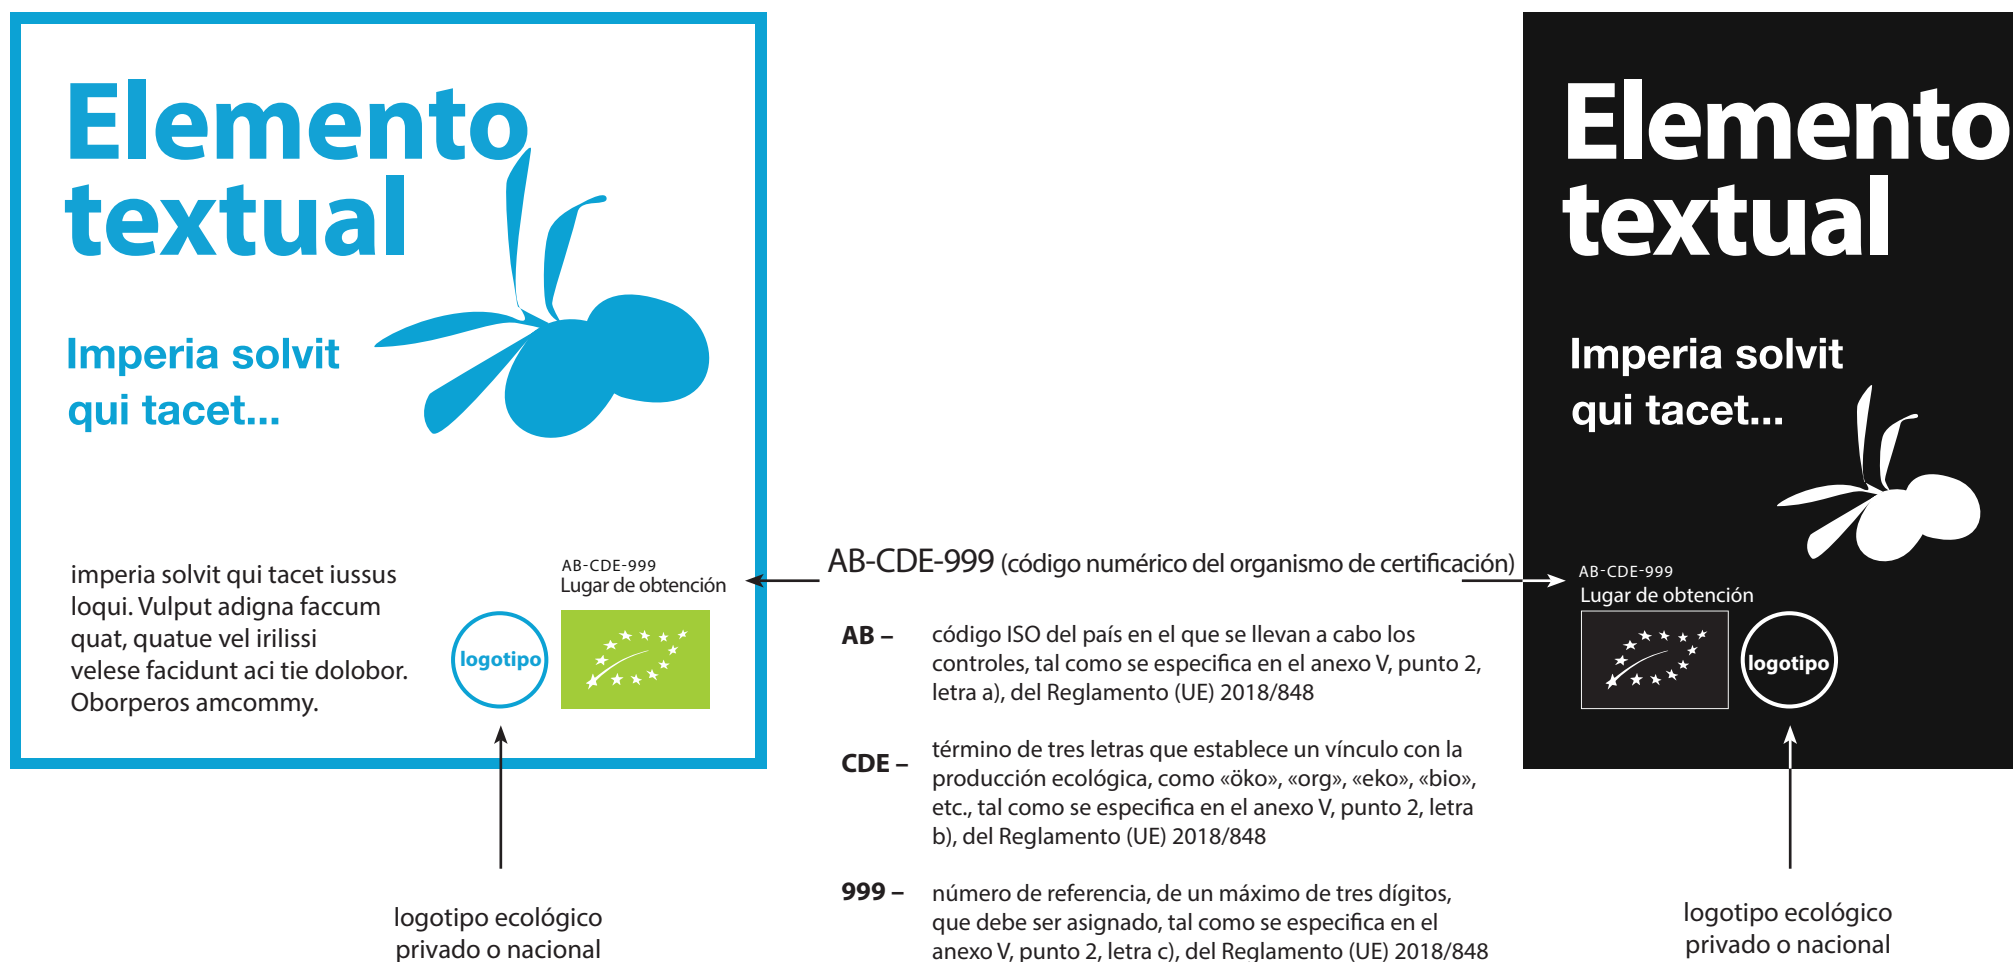 Elemento
textual
Imperia solvit
qui tacet...
imperia solvit qui tacet iussus
loqui. Vulput adigna faccum
quat, quatue vel irilissi
velese facidunt aci tie dolobor.
Oborperos amcommy.
logotipo
AB-CDE-999
Lugar de obtención
logotipo ecológico
privado o nacional
AB-CDE-999 (código numérico del organismo de certificación)
AB – código ISO del país en el que se llevan a cabo los
controles, tal como se especifica en el anexo V, punto 2,
letra a), del Reglamento (UE) 2018/848
CDE – término de tres letras que establece un vínculo con la
producción ecológica, como «öko», «org», «eko», «bio»,
etc., tal como se especifica en el anexo V, punto 2, letra
b), del Reglamento (UE) 2018/848
999 – número de referencia, de un máximo de tres dígitos,
que debe ser asignado, tal como se especifica en el
anexo V, punto 2, letra c), del Reglamento (UE) 2018/848
Elemento
textual
Imperia solvit
qui tacet...
AB-CDE-999
Lugar de obtención
logotipo
logotipo ecológico
privado o nacional